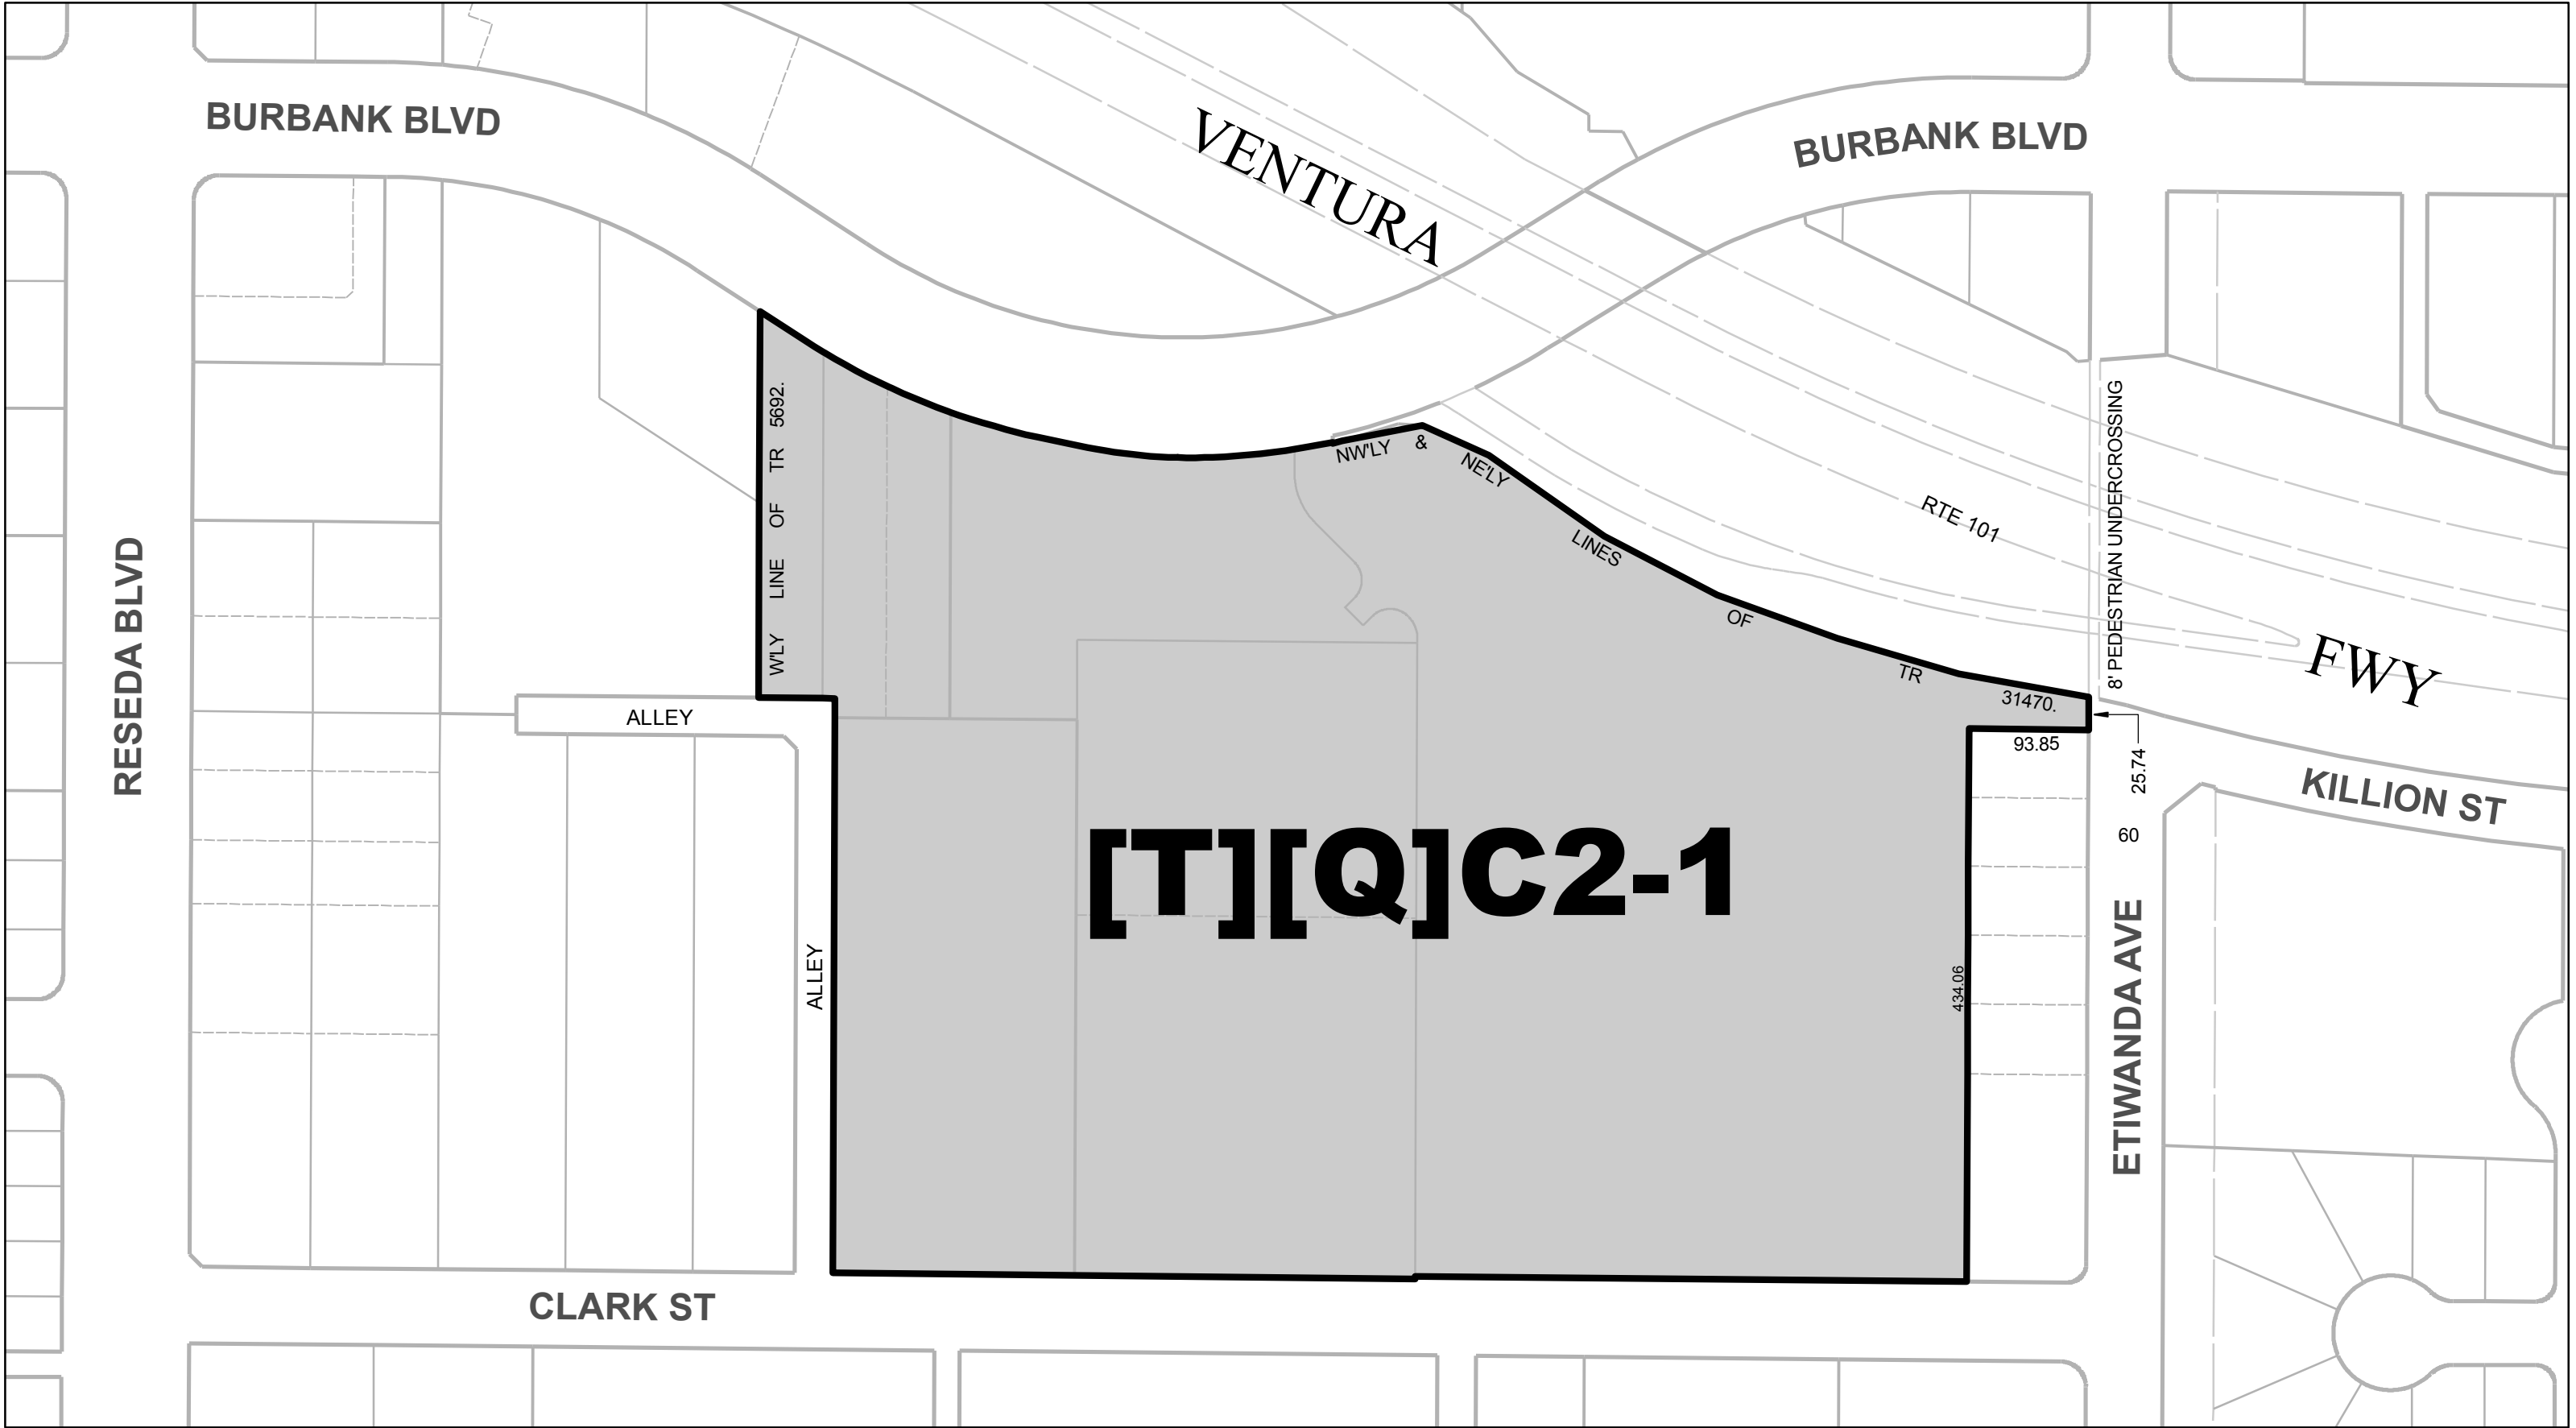 BURBANK BLVD
VENTURA
BURBANK BLVD
W'LY LINE OF TR 5692.
NW'LY & NE'LY LINES OF TR 31470.
RTE 101
8' PEDESTRIAN UNDERCROSSING
FWY
RESEDA BLVD
ALLEY
93.85
25.74
KILLION ST
60
[T][Q]C2-1
ALLEY
434.06
ETIWANDA AVE
CLARK ST